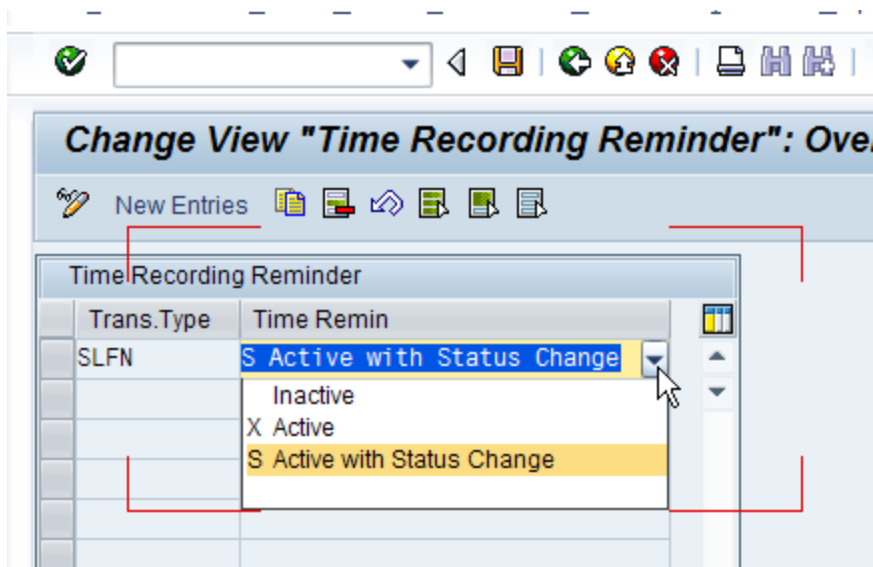 Change View "Time Recording Reminder": Ove
New Entries
Time Recording Reminder
Trans.Type Time Remin
SLFN S Active with Status Change
Inactive
X Active
S Active with Status Change